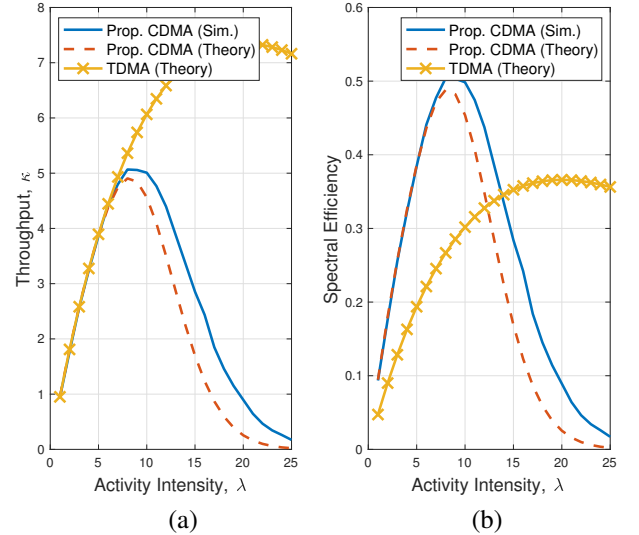 8
7
6
5
4
3
2
1
0
Throughput, κ
Prop. CDMA (Sim.)
Prop. CDMA (Theory)
TDMA (Theory)
0 5 10 15 20 25
Activity Intensity, λ
(a)
0.6
0.5
0.4
0.3
0.2
0.1
0
Spectral Efficiency
Prop. CDMA (Sim.)
Prop. CDMA (Theory)
TDMA (Theory)
0 5 10 15 20 25
Activity Intensity, λ
(b)